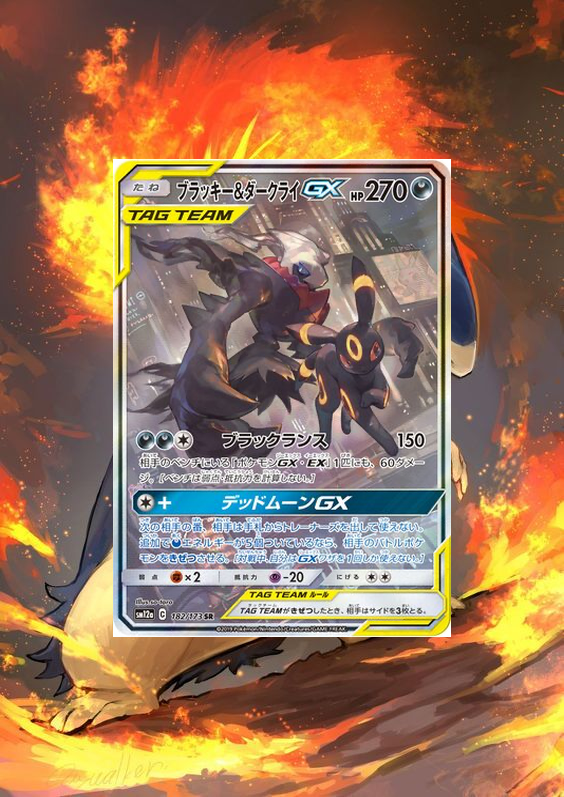 たね ブラッキー&ダークライGX HP270
TAG TEAM
ブラックランス 150
相手のベンチにいる「ポケモンGX・EX」1匹にも、60ダメー
ジ。[ベンチは弱点・抵抗力を計算しない。]
+ デッドムーンGX
次の相手の番、相手は手札からトレーナーズを出して使えない。
追加で エネルギーが5個ついているなら、相手のバトルポケ
モンをきぜつさせる。[対戦中、自分はGXワザを1回しか使えない。]
弱点 ×2 抵抗力 -20 にげる
TAG TEAM ルール
TAG TEAMがきぜつしたとき、相手はサイドを3枚とる。
Illus. so-taro
sm12a G 182/173 SR
©2019 Pokémon/Nintendo/Creatures/GAME FREAK.